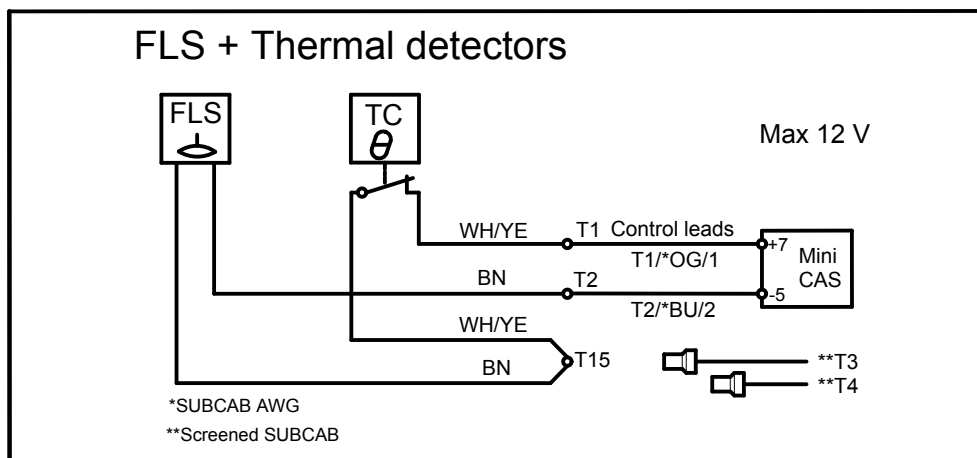 FLS + Thermal detectors
FLS
TC
θ
Max 12 V
WH/YE
T1
Control leads
+7
T1/*OG/1
Mini
CAS
BN
T2
-5
T2/*BU/2
WH/YE
T15
BN
**T3
**T4
*SUBCAB AWG
**Screened SUBCAB